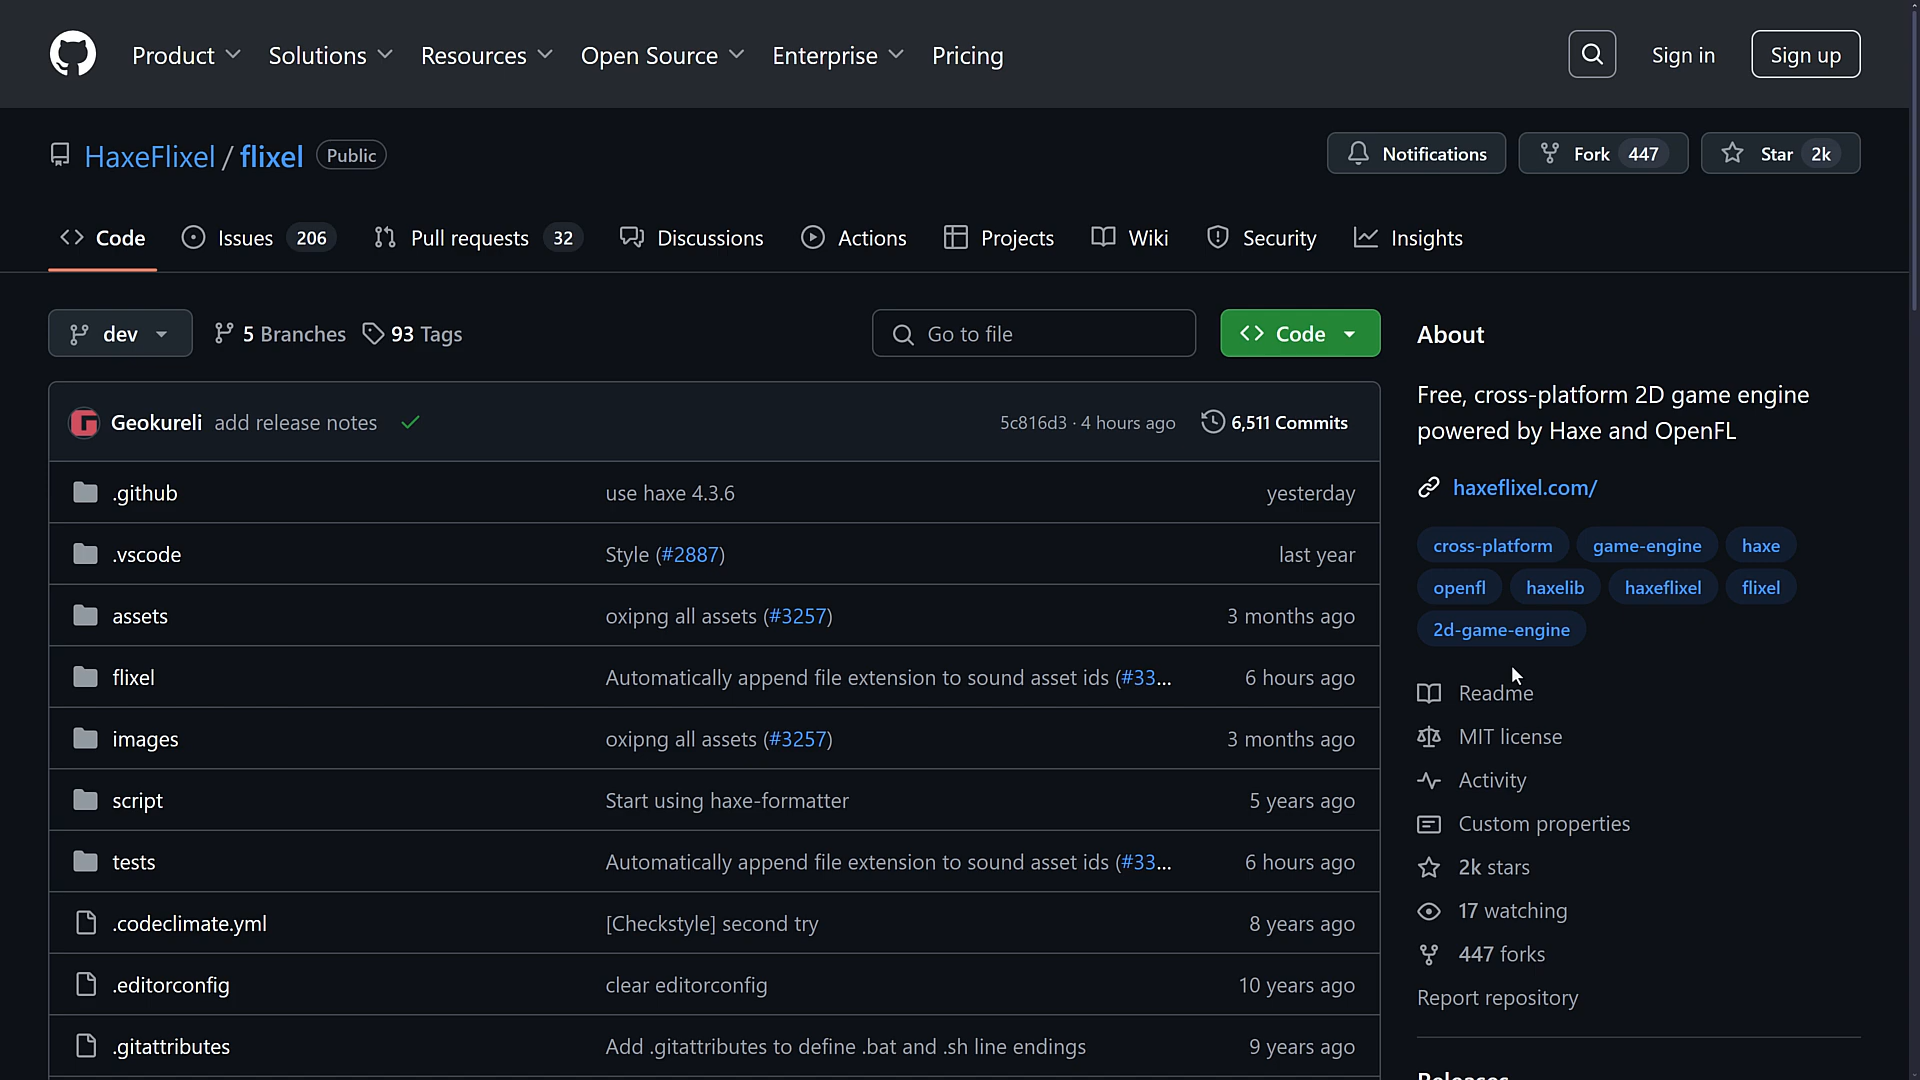 Product Solutions Resources Open Source Enterprise Pricing Sign in Sign up
HaxeFlixel / flixel Public Notifications Fork 447 Star 2k
Code Issues 206 Pull requests 32 Discussions Actions Projects Wiki Security Insights
dev 5 Branches 93 Tags Go to file Code
Geokureli add release notes 5c816d3 · 4 hours ago 6,511 Commits
.github use haxe 4.3.6 yesterday
.vscode Style (#2887) last year
assets oxipng all assets (#3257) 3 months ago
flixel Automatically append file extension to sound asset ids (#33... 6 hours ago
images oxipng all assets (#3257) 3 months ago
script Start using haxe-formatter 5 years ago
tests Automatically append file extension to sound asset ids (#33... 6 hours ago
.codeclimate.yml [Checkstyle] second try 8 years ago
.editorconfig clear editorconfig 10 years ago
.gitattributes Add .gitattributes to define .bat and .sh line endings 9 years ago
About
Free, cross-platform 2D game engine
powered by Haxe and OpenFL
haxeflixel.com/
cross-platform game-engine haxe
openfl haxelib haxeflixel flixel
2d-game-engine
Readme
MIT license
Activity
Custom properties
2k stars
17 watching
447 forks
Report repository
Releases